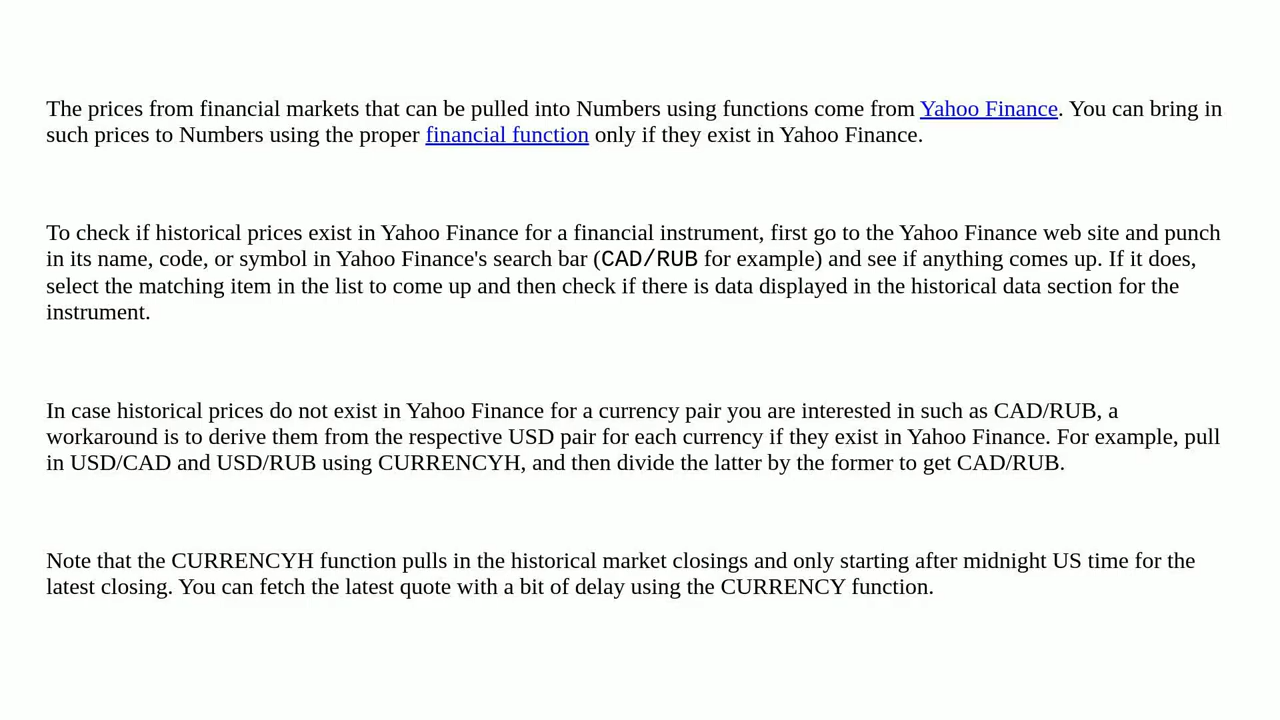 The prices from financial markets that can be pulled into Numbers using functions come from Yahoo Finance. You can bring in
such prices to Numbers using the proper financial function only if they exist in Yahoo Finance.
To check if historical prices exist in Yahoo Finance for a financial instrument, first go to the Yahoo Finance web site and punch
in its name, code, or symbol in Yahoo Finance's search bar (CAD/RUB for example) and see if anything comes up. If it does,
select the matching item in the list to come up and then check if there is data displayed in the historical data section for the
instrument.
In case historical prices do not exist in Yahoo Finance for a currency pair you are interested in such as CAD/RUB, a
workaround is to derive them from the respective USD pair for each currency if they exist in Yahoo Finance. For example, pull
in USD/CAD and USD/RUB using CURRENCYH, and then divide the latter by the former to get CAD/RUB.
Note that the CURRENCYH function pulls in the historical market closings and only starting after midnight US time for the
latest closing. You can fetch the latest quote with a bit of delay using the CURRENCY function.